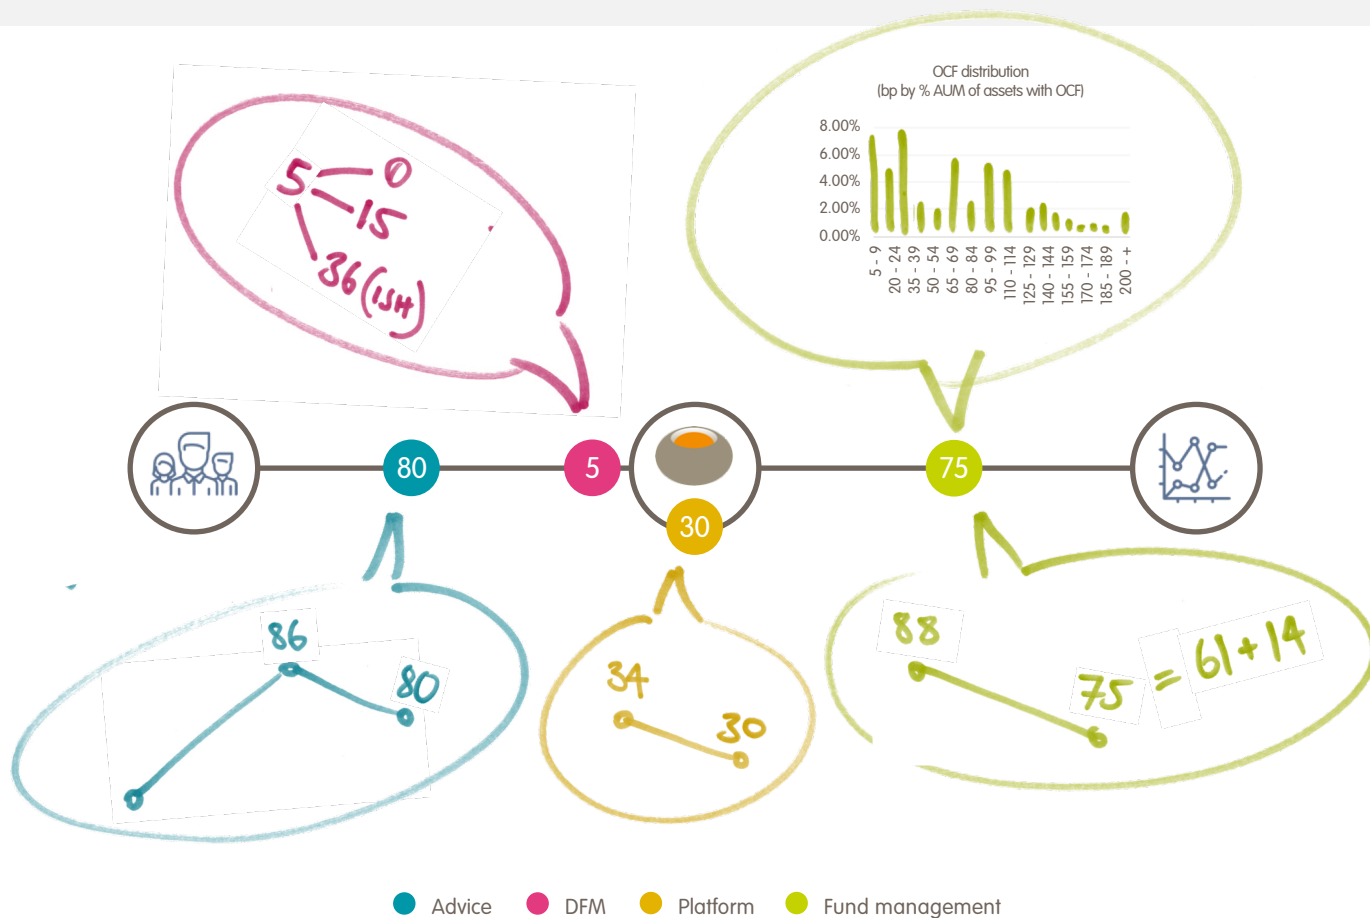 OCF distribution
(bp by % AUM of assets with OCF)
8.00%
6.00%
4.00%
2.00%
0.00%
5 - 9
20 - 24
35 - 39
50 - 54
65 - 69
80 - 84
95 - 99
110 - 114
125 - 129
140 - 144
155 - 159
170 - 174
185 - 189
200 - +
5
0
15
36 (ISH)
80
5
30
75
86
80
34
30
88
75 = 61 + 14
Advice
DFM
Platform
Fund management